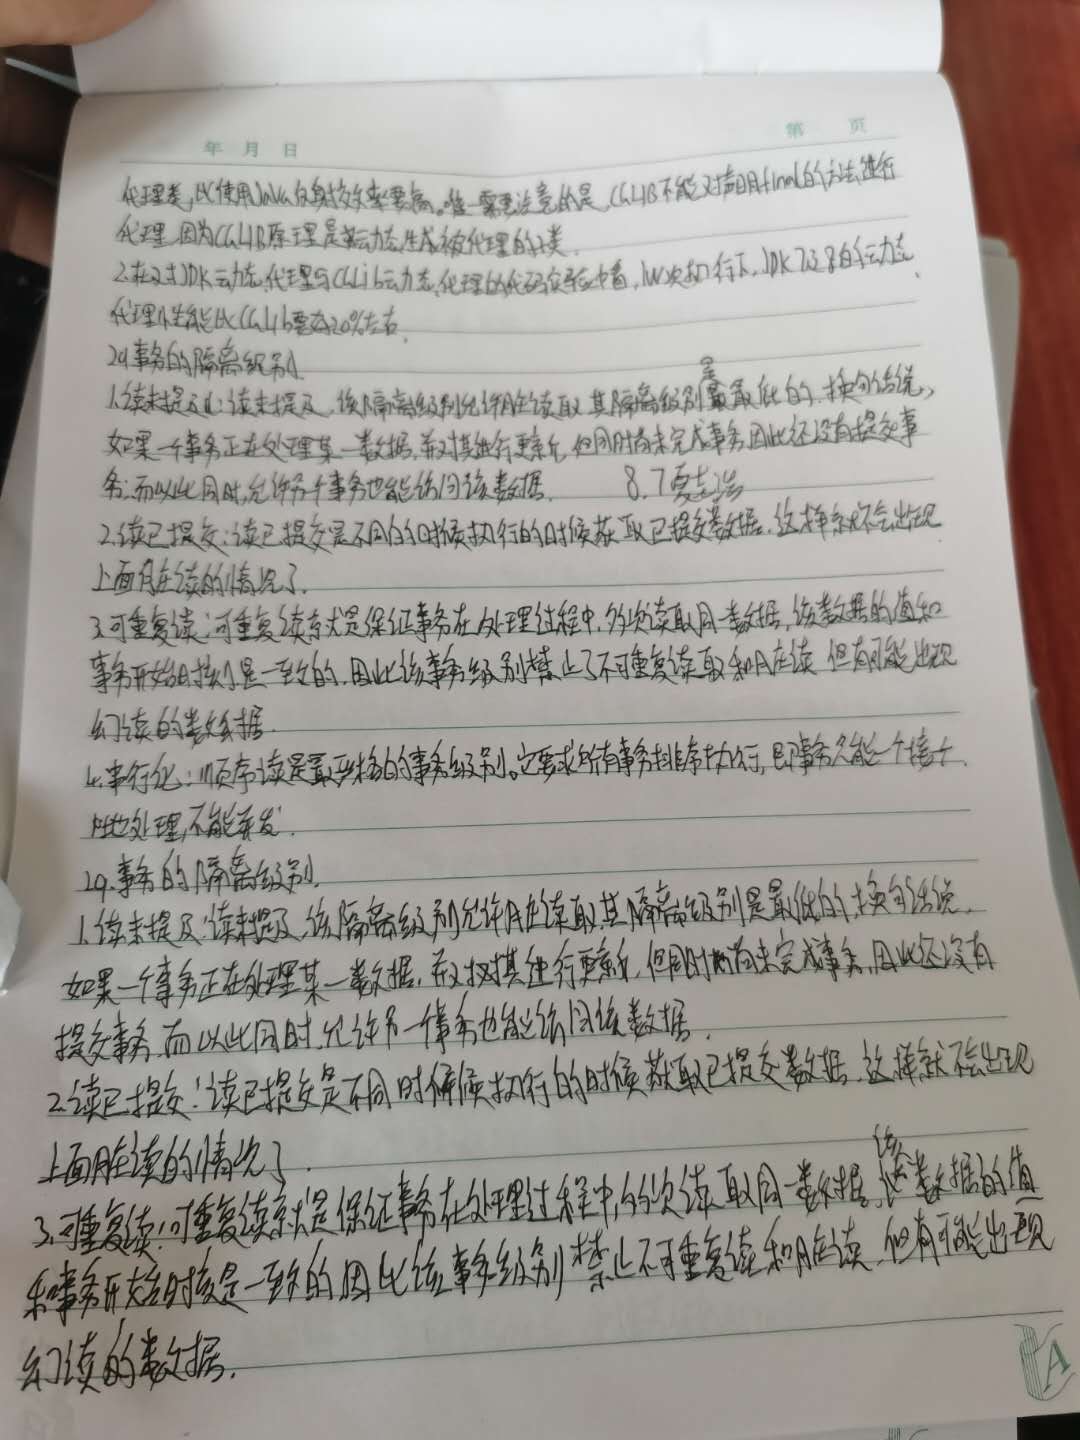 年 月 日
第 页
代理类,比使用Java反射效率要高。唯一需要注意的是,CGLIB不能对声明final的方法进行
代理,因为CGLIB原理是动态生成被代理的子类.
2.在对JDK动态代理与CGlib动态代理的代码实验中看,1W次执行下,JDK7及8的动态
代理性能比CGLib要好20%左右.
29事务的隔离级别.
1.读未提及:读未提及,该隔离级别允许脏读取,其隔离级别是最低的,换句话说,
如果一个事务正在处理某一数据,并对其进行更新,但同时尚未完成事务,因此还没有提交事
务;而以此同时,允许另一个事务也能访问该数据. 8.7
2.读已提交:读已提交是不同的时候执行的时候获取已提交数据,这样就不会出现
上面脏读的情况了.
3.可重复读:可重复读就是保证事务在处理过程中,多次读取同一数据,该数据的值和
事务开始时刻是一致的,因此该事务级别禁止了不可重复读取和脏读,但有可能出现
幻读的数据.
4.串行化:顺序读是最严格的事务级别。它要求所有事务排序执行,即事务只能一个接一
个地处理,不能并发.
29.事务的隔离级别.
1.读未提及:读未提及,该隔离级别允许脏读取,其隔离级别是最低的,换句话说,
如果一个事务正在处理某一数据,并对其进行更新,但同时尚未完成事务,因此还没有
提交事务,而以此同时,允许另一个事务也能访问该数据.
2.读已提交:读已提交是不同时候执行的时候获取已提交数据,这样就不会出现
上面脏读的情况了.
3.可重复读:可重复读就是保证事务在处理过程中,多次读取同一数据,该数据的值
和事务开始时刻是一致的,因此该事务级别禁止不可重复读和脏读,但有可能出现
幻读的数据.